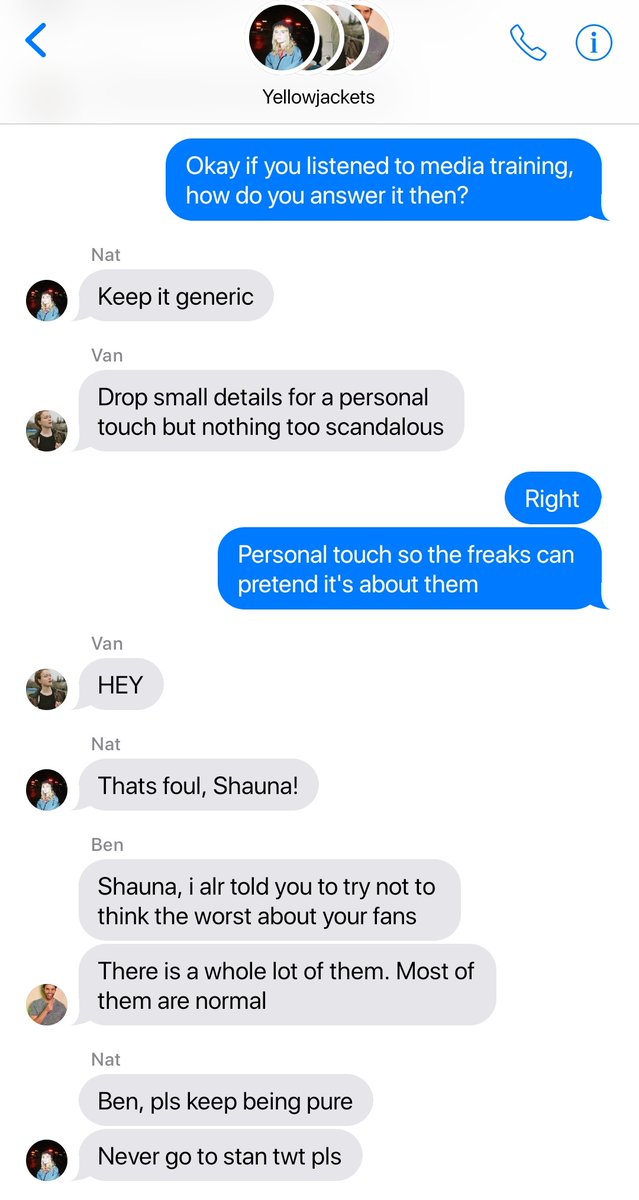 Yellowjackets
Okay if you listened to media training,
how do you answer it then?
Nat
Keep it generic
Van
Drop small details for a personal
touch but nothing too scandalous
Right
Personal touch so the freaks can
pretend it's about them
Van
HEY
Nat
Thats foul, Shauna!
Ben
Shauna, i alr told you to try not to
think the worst about your fans
There is a whole lot of them. Most of
them are normal
Nat
Ben, pls keep being pure
Never go to stan twt pls